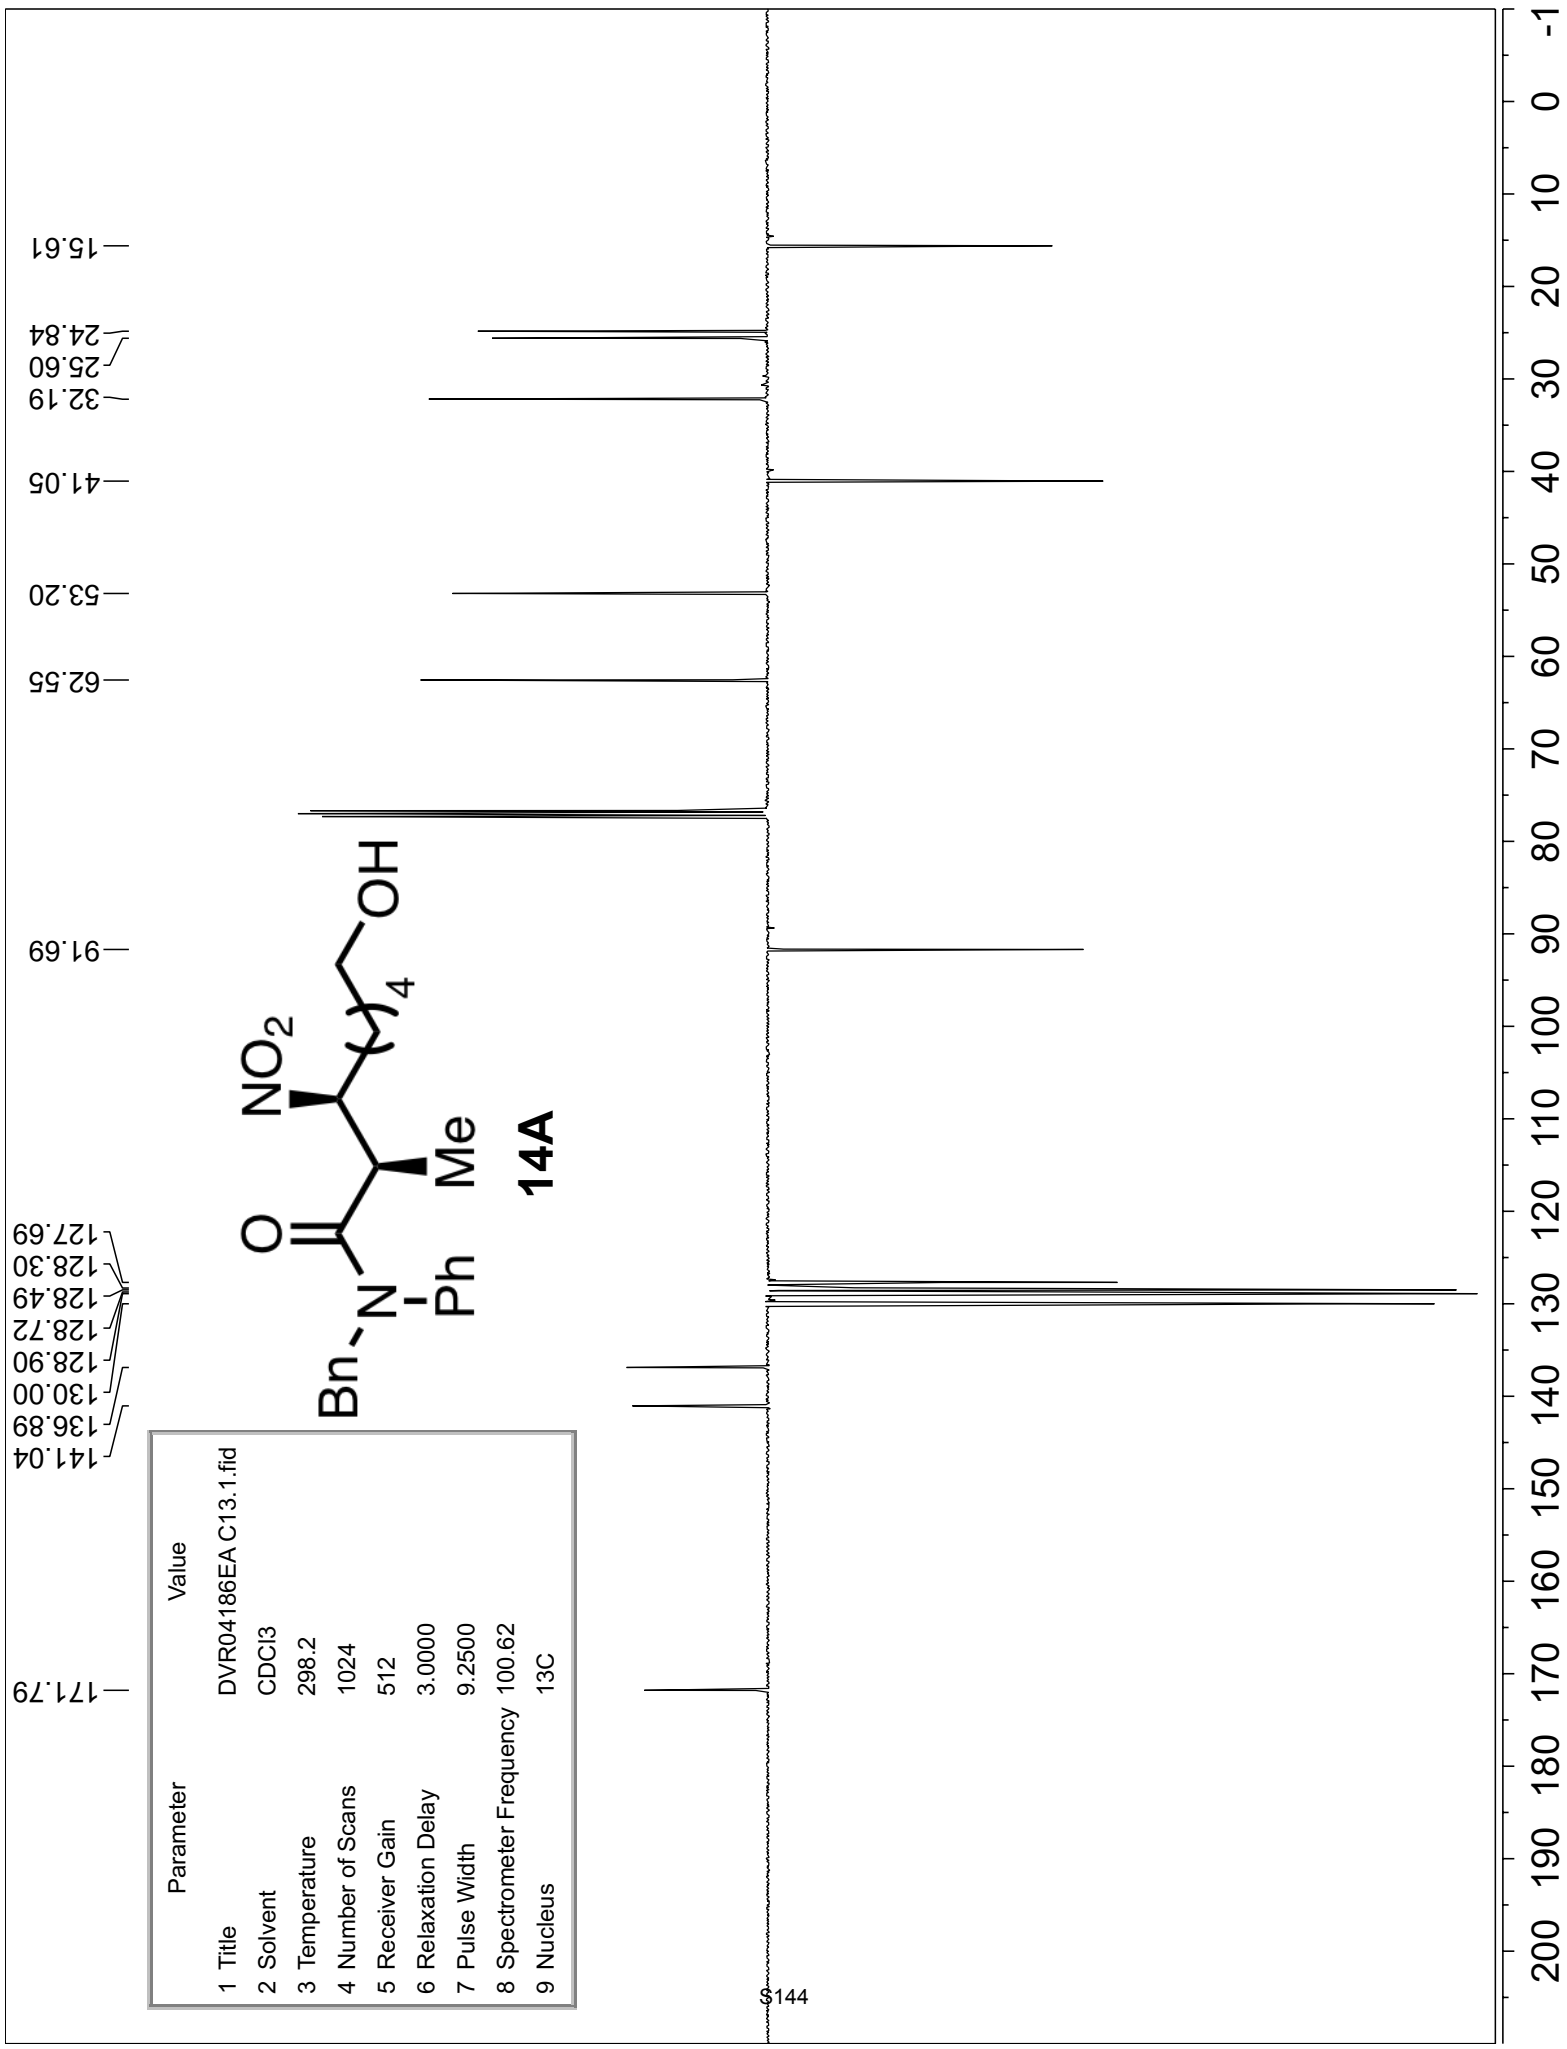 Parameter Value
1 Title DVR04186EA C13.1.fid
2 Solvent CDCl3
3 Temperature 298.2
4 Number of Scans 1024
5 Receiver Gain 512
6 Relaxation Delay 3.0000
7 Pulse Width 9.2500
8 Spectrometer Frequency 100.62
9 Nucleus 13C
171.79
141.04
136.89
130.00
128.90
128.72
128.49
128.30
127.69
91.69
62.55
53.20
41.05
32.19
25.60
24.84
15.61
O
NO2
Bn
N
Ph
Me
( )4
OH
14A
200 190 180 170 160 150 140 130 120 110 100 90 80 70 60 50 40 30 20 10 0 -1
S144